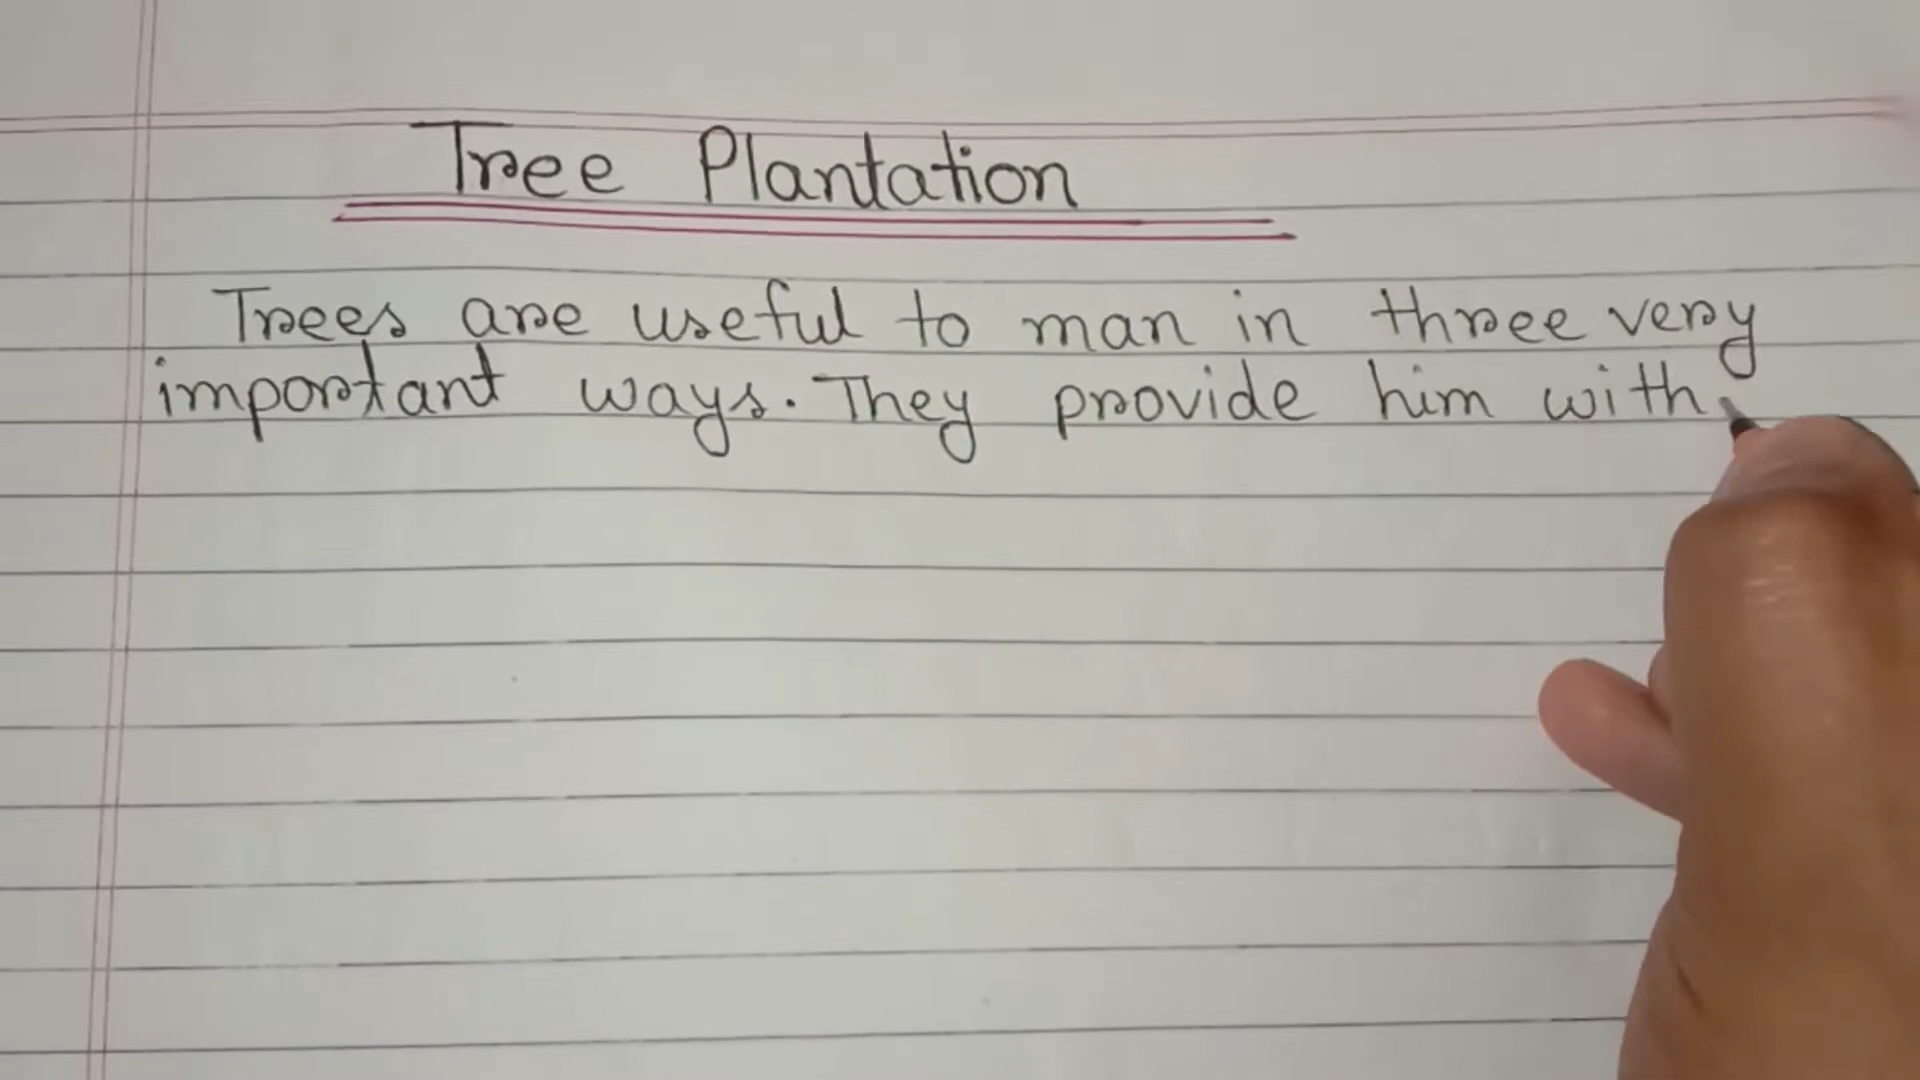 Tree Plantation
Trees are useful to man in three very
important ways. They provide him with